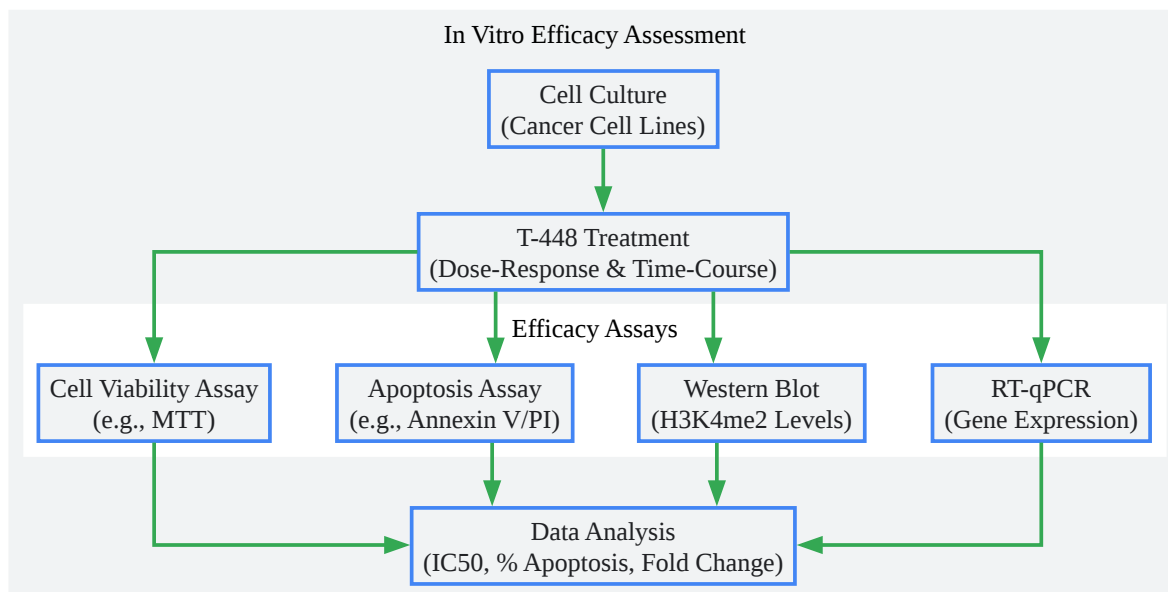 In Vitro Efficacy Assessment
Cell Culture
(Cancer Cell Lines)
T-448 Treatment
(Dose-Response & Time-Course)
Efficacy Assays
Cell Viability Assay
(e.g., MTT)
Apoptosis Assay
(e.g., Annexin V/PI)
Western Blot
(H3K4me2 Levels)
RT-qPCR
(Gene Expression)
Data Analysis
(IC50, % Apoptosis, Fold Change)